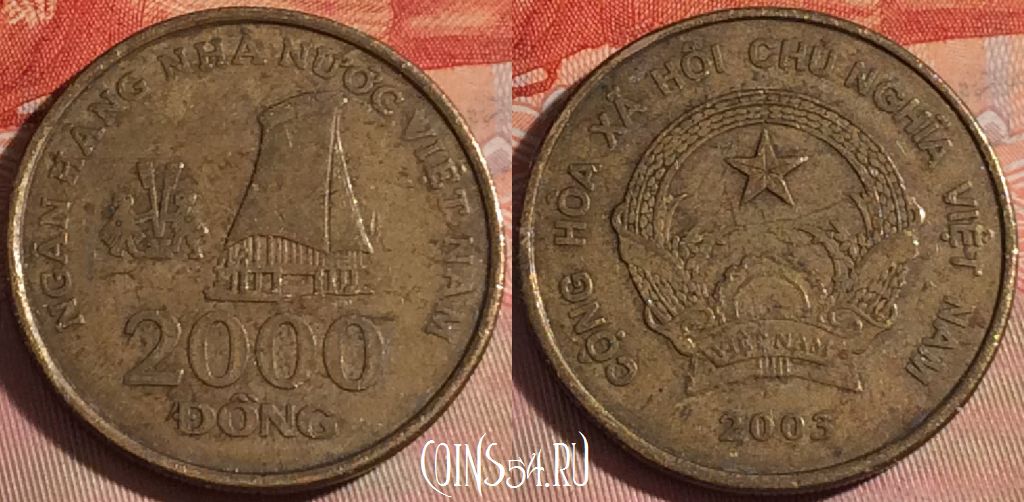 NGÂN HÀNG NHÀ NƯỚC VIỆT NAM
2000
ĐỒNG
CỘNG HÒA XÃ HỘI CHỦ NGHĨA VIỆT NAM
VIỆT NAM
2003
COINS54.RU